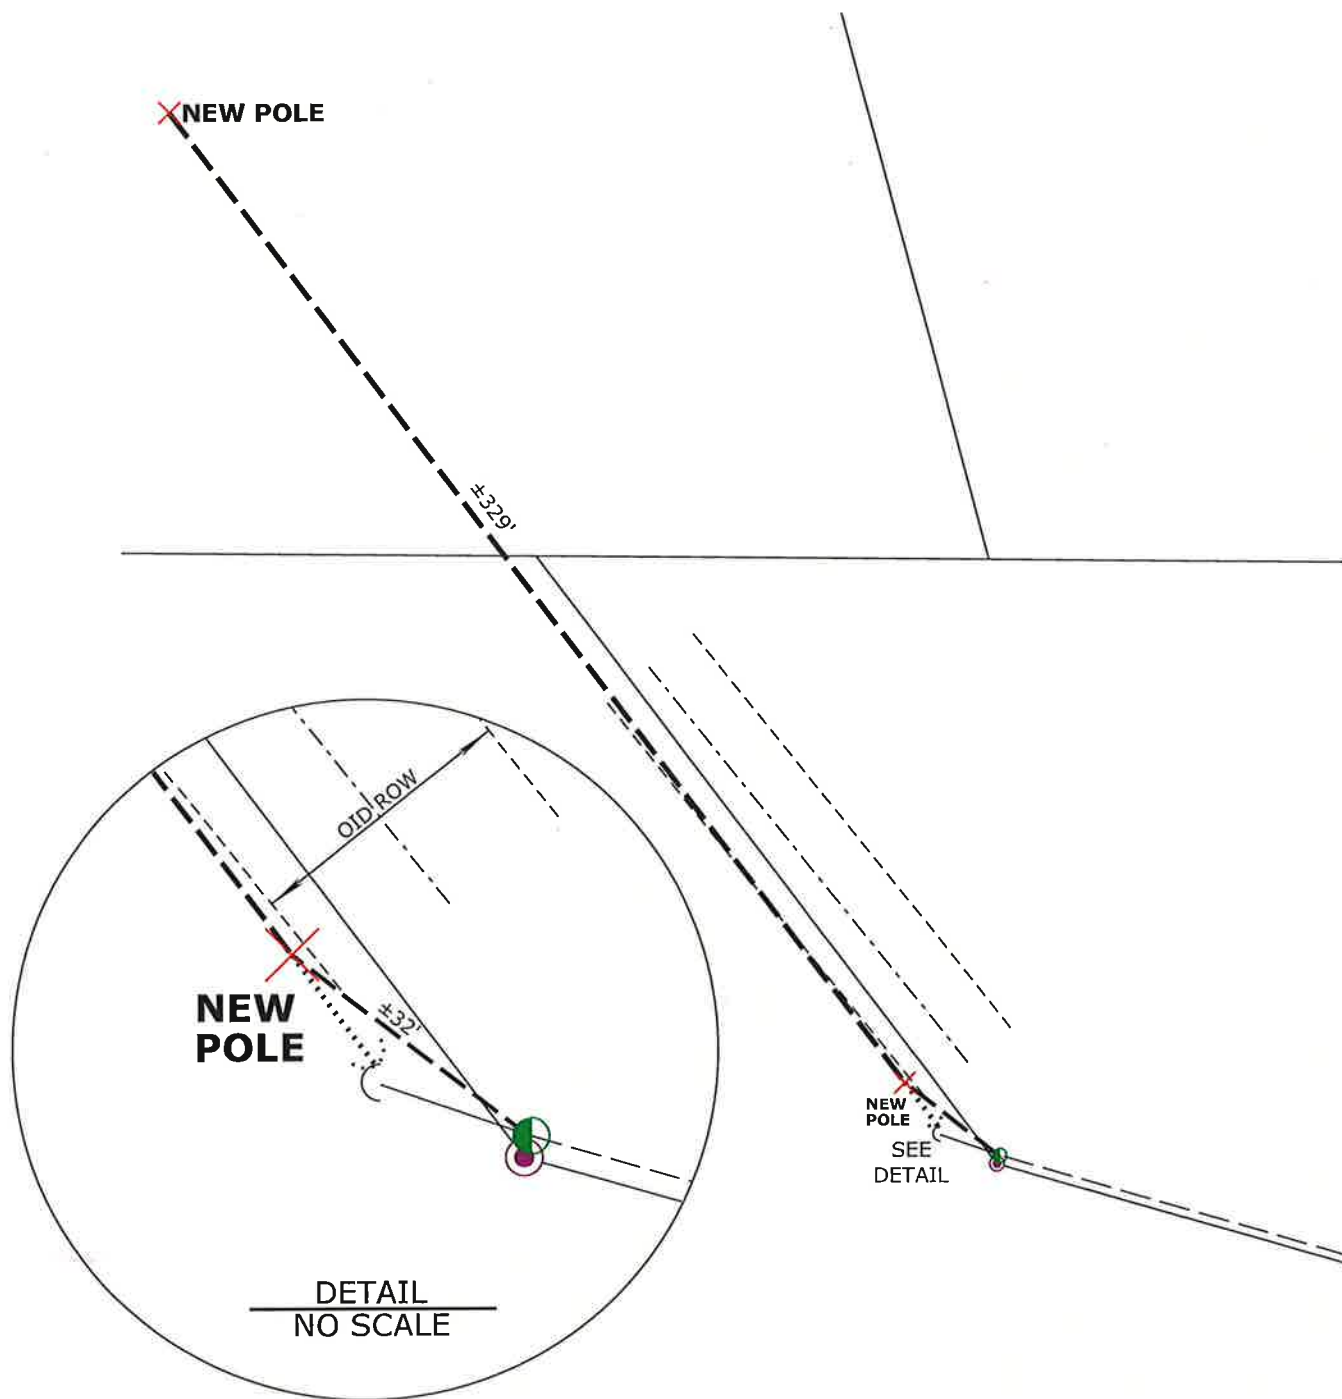 NEW POLE
±329'
OID ROW
NEW
POLE
±32'
NEW
POLE
SEE
DETAIL
DETAIL
NO SCALE